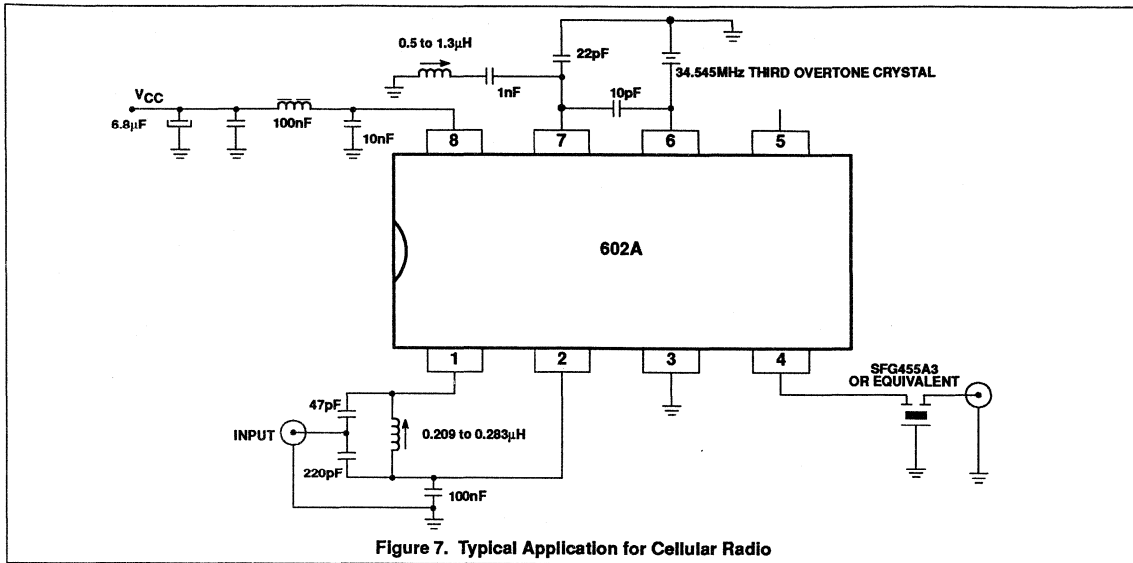 0.5 to 1.3µH
22pF
34.545MHz THIRD OVERTONE CRYSTAL
1nF
10pF
VCC
6.8µF
100nF
10nF
8
7
6
5
602A
1
2
3
4
SFG455A3
OR EQUIVALENT
47pF
INPUT
0.209 to 0.283µH
220pF
100nF
Figure 7. Typical Application for Cellular Radio